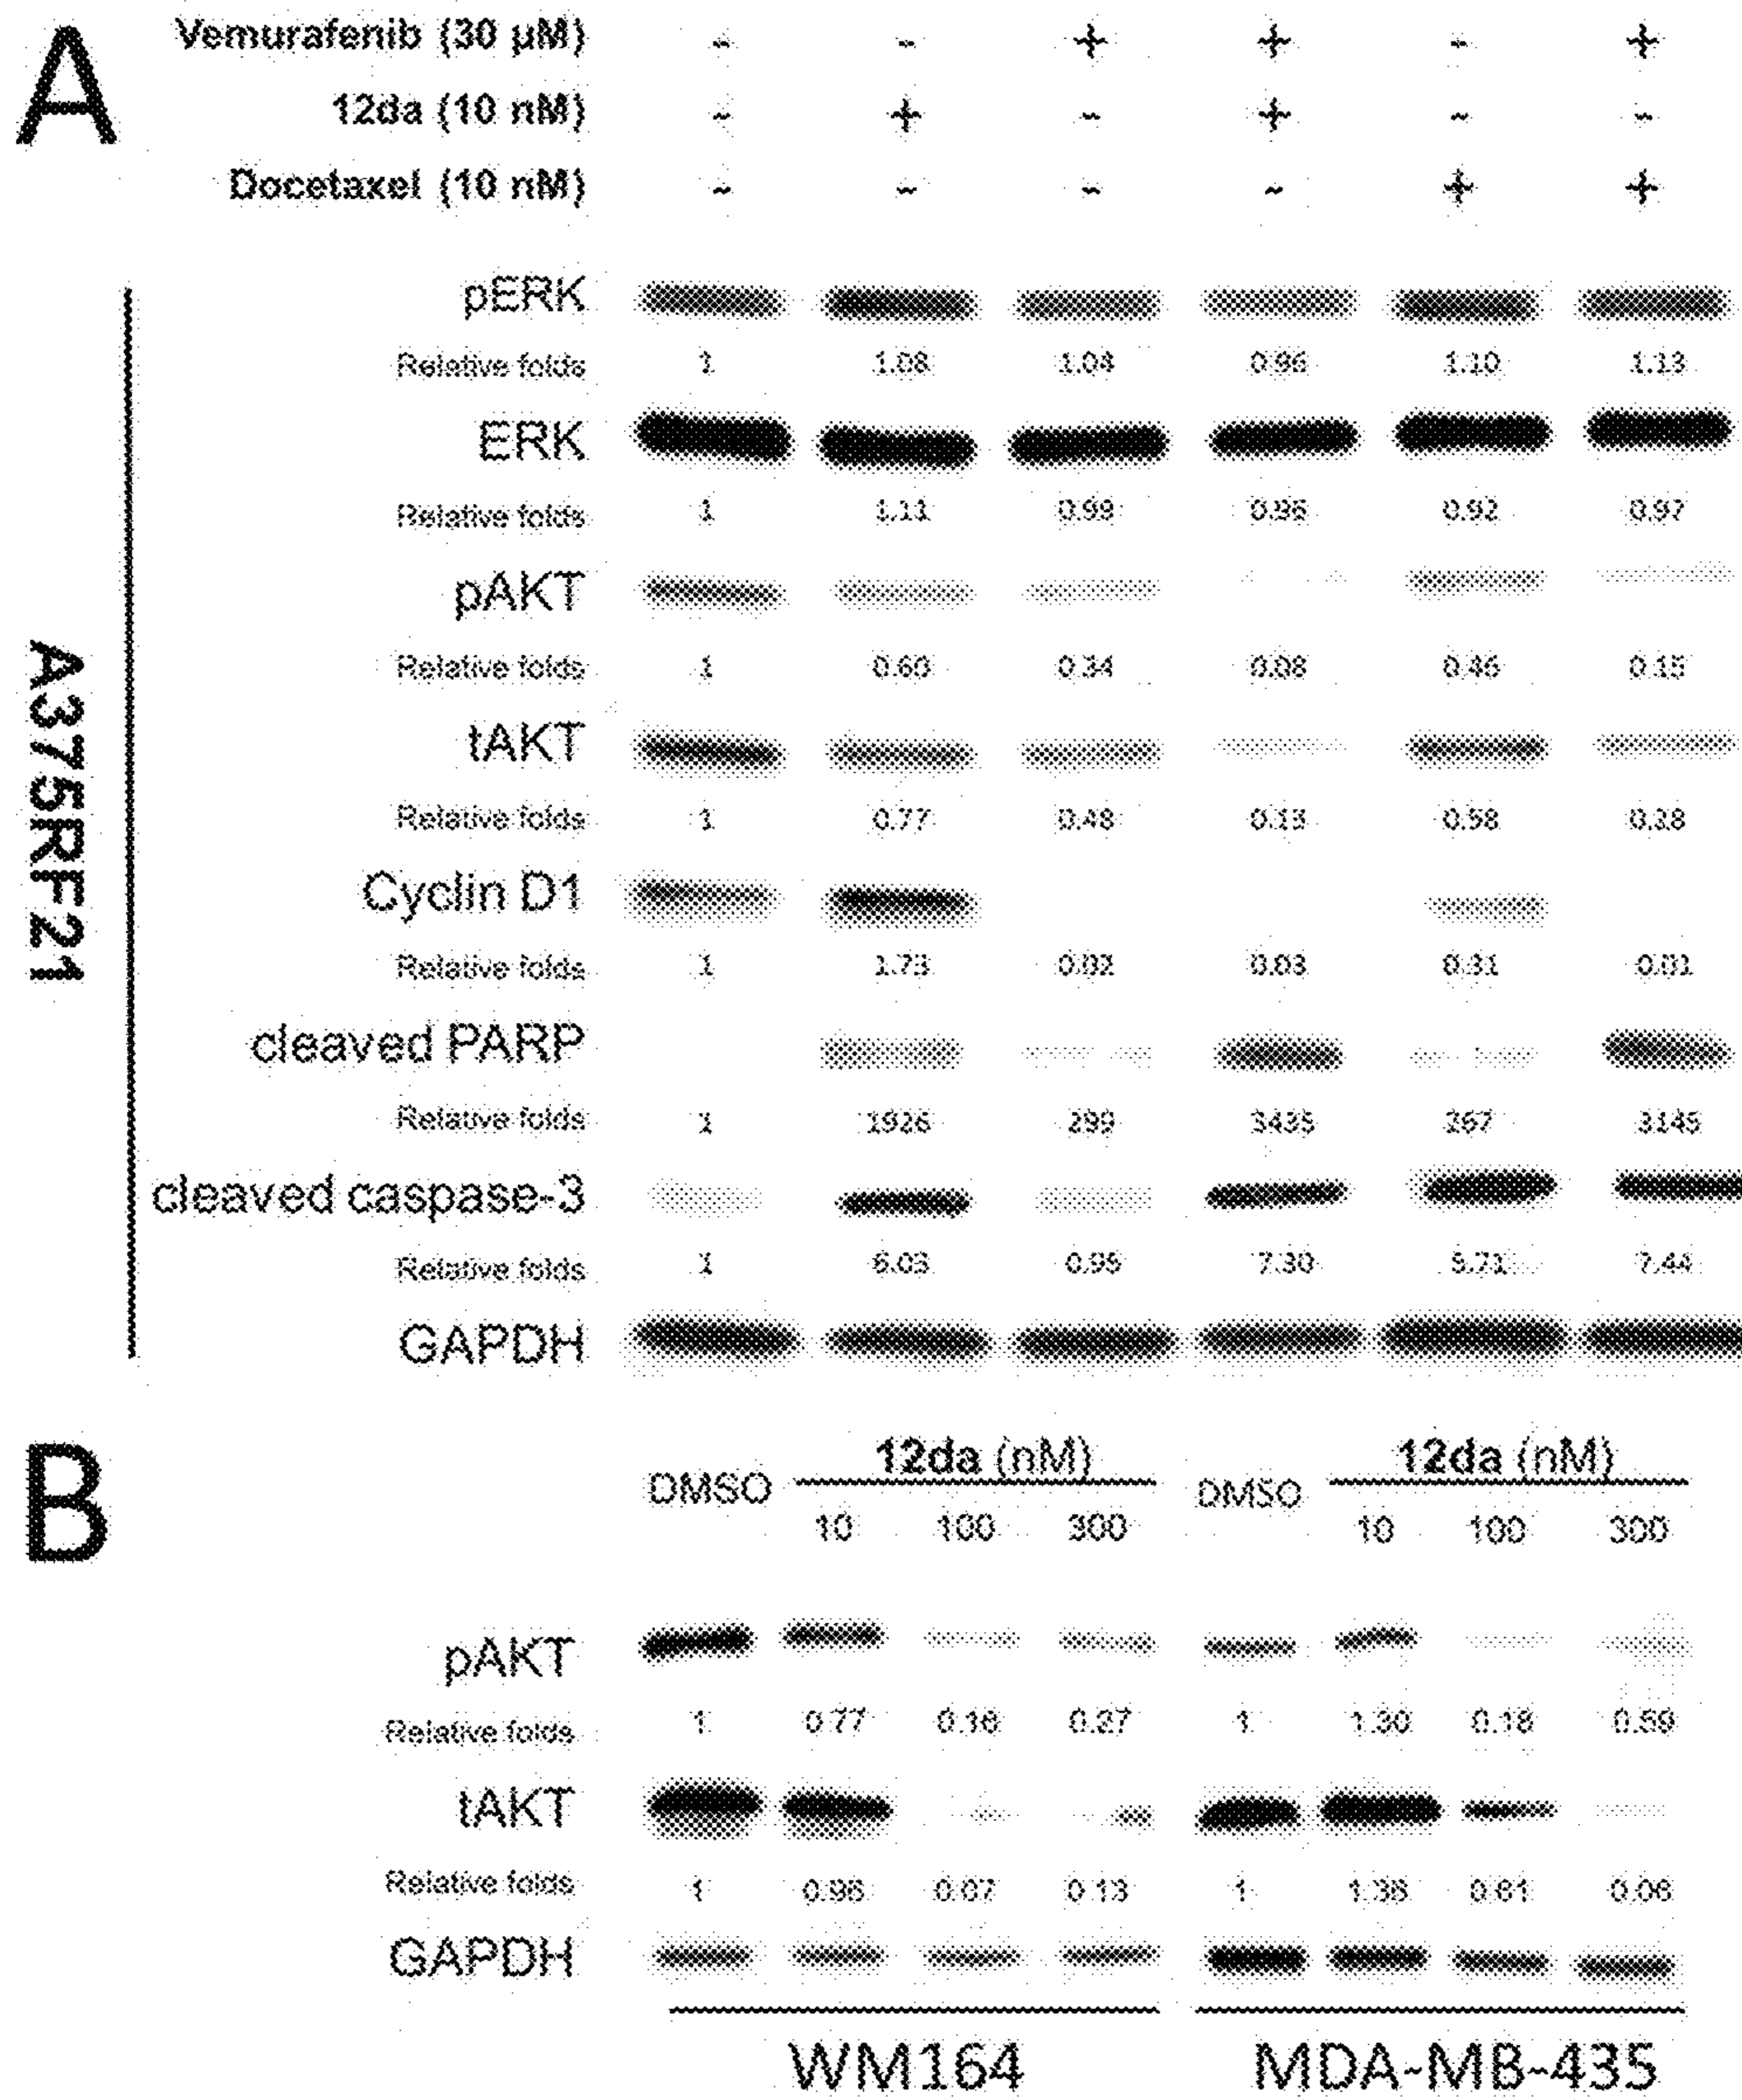 A
Vemurafenib (30 µM) - - + + - +
12da (10 nM) - + - + - -
Docetaxel (10 nM) - - - - + +
A375RF21
pERK
Relative folds 1 1.08 1.04 0.96 1.10 1.13
ERK
Relative folds 1 1.11 0.99 0.96 0.92 0.97
pAKT
Relative folds 1 0.60 0.34 0.08 0.46 0.15
tAKT
Relative folds 1 0.77 0.48 0.13 0.58 0.28
Cyclin D1
Relative folds 1 1.73 0.02 0.03 0.31 0.01
cleaved PARP
Relative folds 1 1926 299 3435 267 3145
cleaved caspase-3
Relative folds 1 6.03 0.95 7.30 5.71 7.44
GAPDH
B
DMSO 12da (nM) DMSO 12da (nM)
10 100 300 10 100 300
pAKT
Relative folds 1 0.77 0.16 0.27 1 1.30 0.18 0.59
tAKT
Relative folds 1 0.96 0.07 0.13 1 1.36 0.61 0.06
GAPDH
WM164 MDA-MB-435